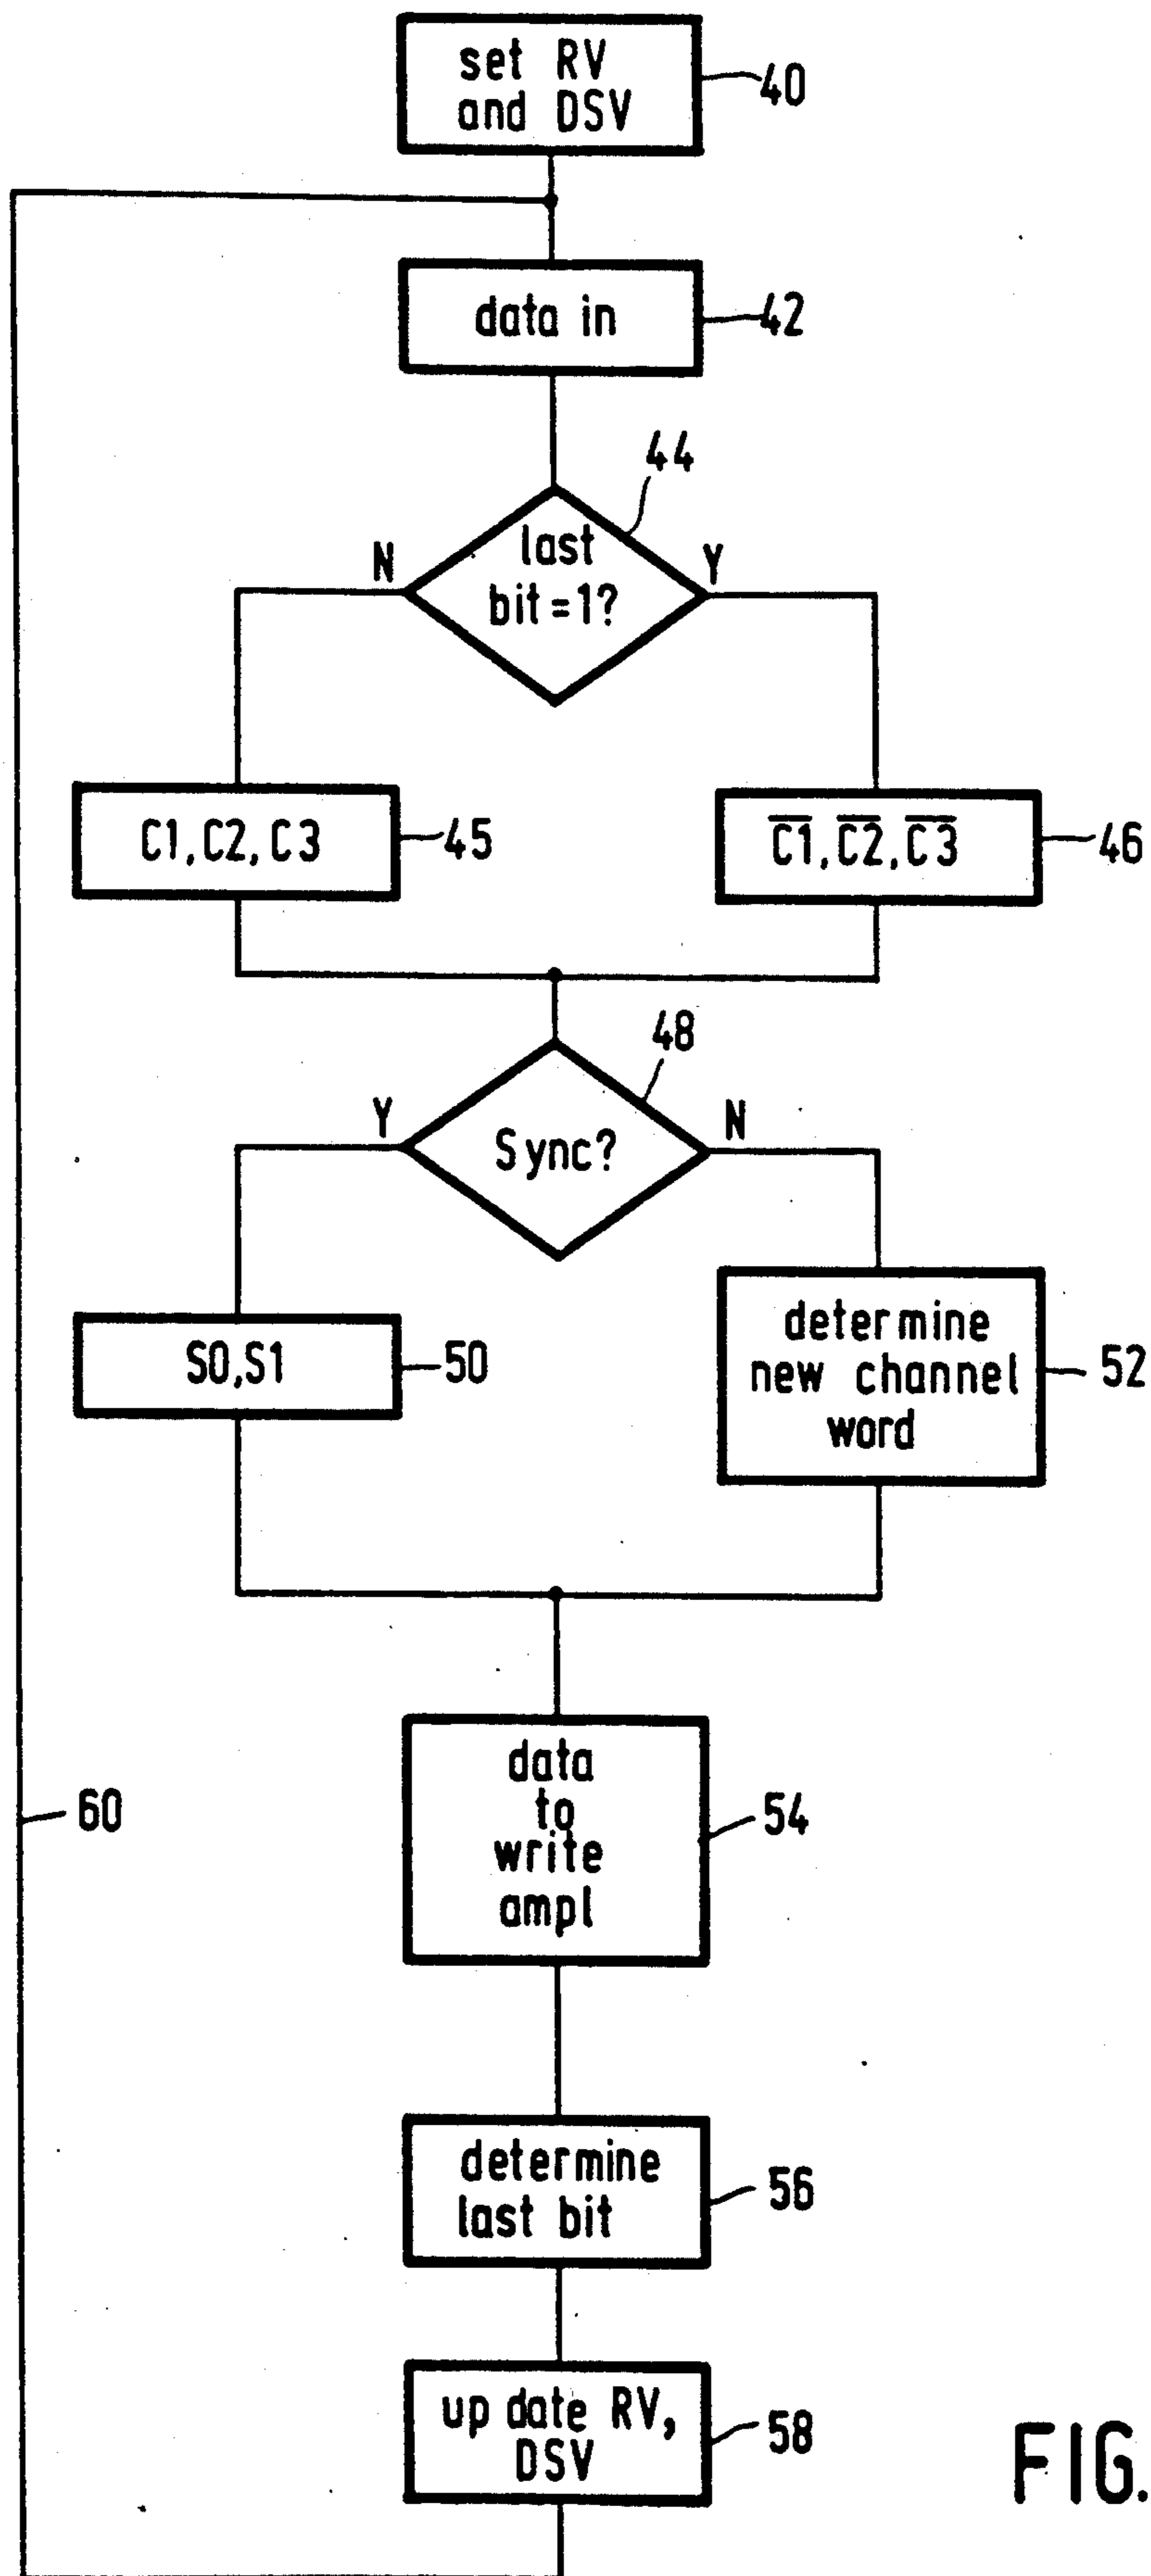 set RV
and DSV
40
data in
42
44
last
bit=1?
N
Y
C1, C2, C3
45
C̅1̅, C̅2̅, C̅3̅
46
48
Sync?
Y
N
S0,S1
50
determine
new channel
word
52
data
to
write
ampl
54
60
determine
last bit
56
up date RV,
DSV
58
FIG.